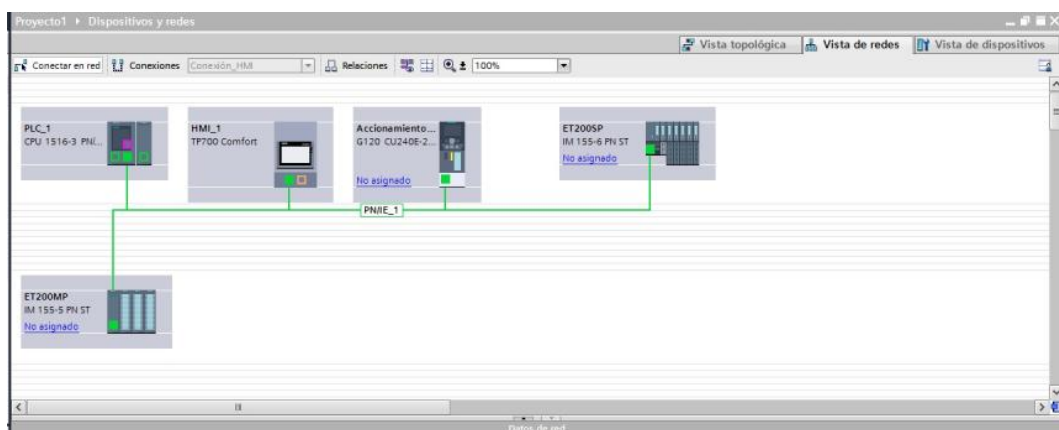 Proyecto1 ▸ Dispositivos y redes
Vista topológica Vista de redes Vista de dispositivos
Conectar en red Conexiones Conexión_HMI Relaciones 100%
PLC_1
CPU 1516-3 PN/...
HMI_1
TP700 Comfort
Accionamiento...
G120 CU240E-2...
No asignado
ET200SP
IM 155-6 PN ST
No asignado
PN/IE_1
ET200MP
IM 155-5 PN ST
No asignado
Datos de red